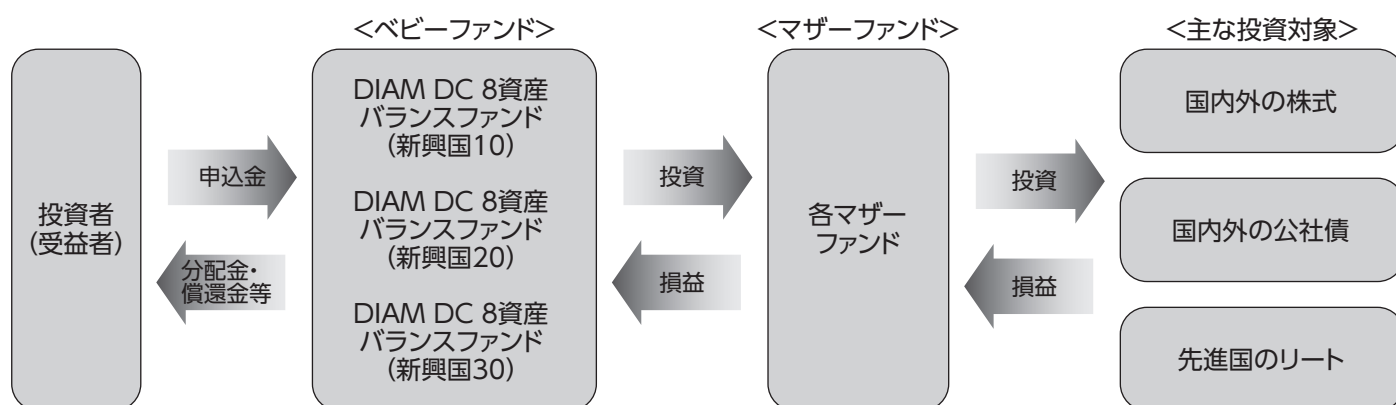 <ベビーファンド>
<マザーファンド>
<主な投資対象>
投資者
(受益者)
申込金
分配金・
償還金等
DIAM DC 8資産
バランスファンド
(新興国10)
DIAM DC 8資産
バランスファンド
(新興国20)
DIAM DC 8資産
バランスファンド
(新興国30)
投資
損益
各マザー
ファンド
投資
損益
国内外の株式
国内外の公社債
先進国のリート